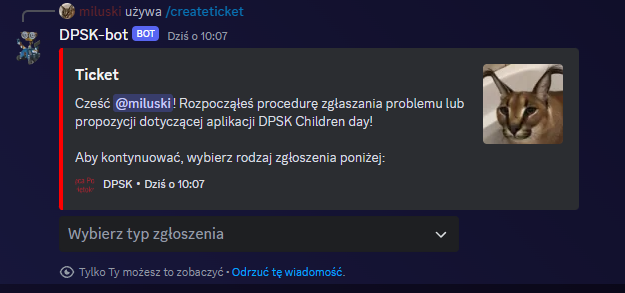 miluski używa /createticket
DPSK-bot BOT Dziś o 10:07
Ticket
Cześć @miluski! Rozpocząłeś procedurę zgłaszania problemu lub
propozycji dotyczącej aplikacji DPSK Children day!
Aby kontynuować, wybierz rodzaj zgłoszenia poniżej:
DPSK • Dziś o 10:07
Wybierz typ zgłoszenia
Tylko Ty możesz to zobaczyć • Odrzuć tę wiadomość.